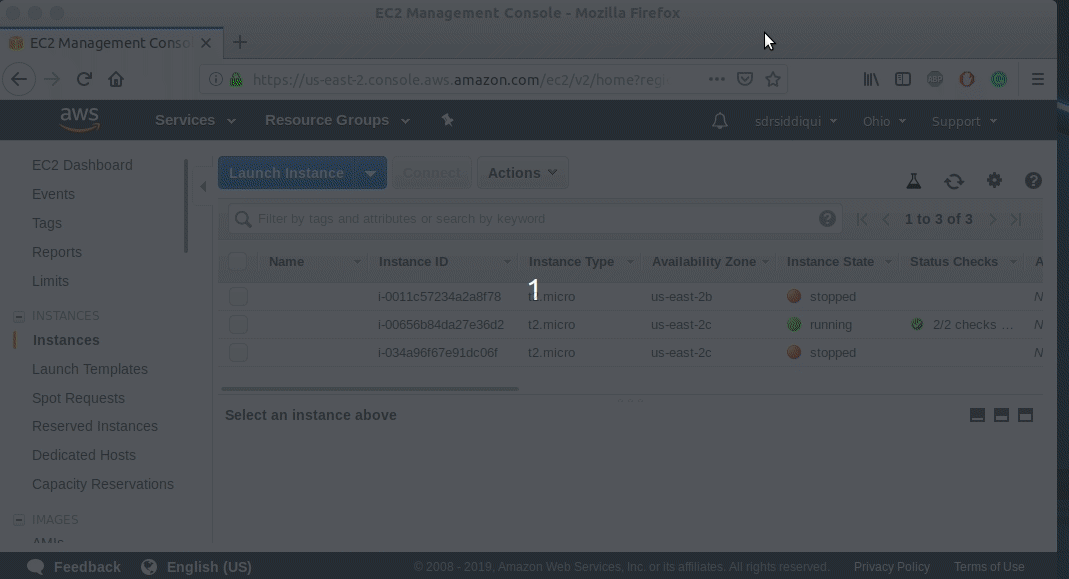 EC2 Management Console - Mozilla Firefox
EC2 Management Conso
https://us-east-2.console.aws.amazon.com/ec2/v2/home?reg
aws Services Resource Groups sdrsiddiqui Ohio Support
EC2 Dashboard
Events
Tags
Reports
Limits
INSTANCES
Instances
Launch Templates
Spot Requests
Reserved Instances
Dedicated Hosts
Capacity Reservations
IMAGES
AMIs
Launch Instance Connect Actions
Filter by tags and attributes or search by keyword 1 to 3 of 3
Name Instance ID Instance Type Availability Zone Instance State Status Checks A
i-0011c57234a2a8f78 t2.micro us-east-2b stopped N
i-00656b84da27e36d2 t2.micro us-east-2c running 2/2 checks ... N
i-034a96f67e91dc06f t2.micro us-east-2c stopped N
1
Select an instance above
Feedback English (US) © 2008 - 2019, Amazon Web Services, Inc. or its affiliates. All rights reserved. Privacy Policy Terms of Use